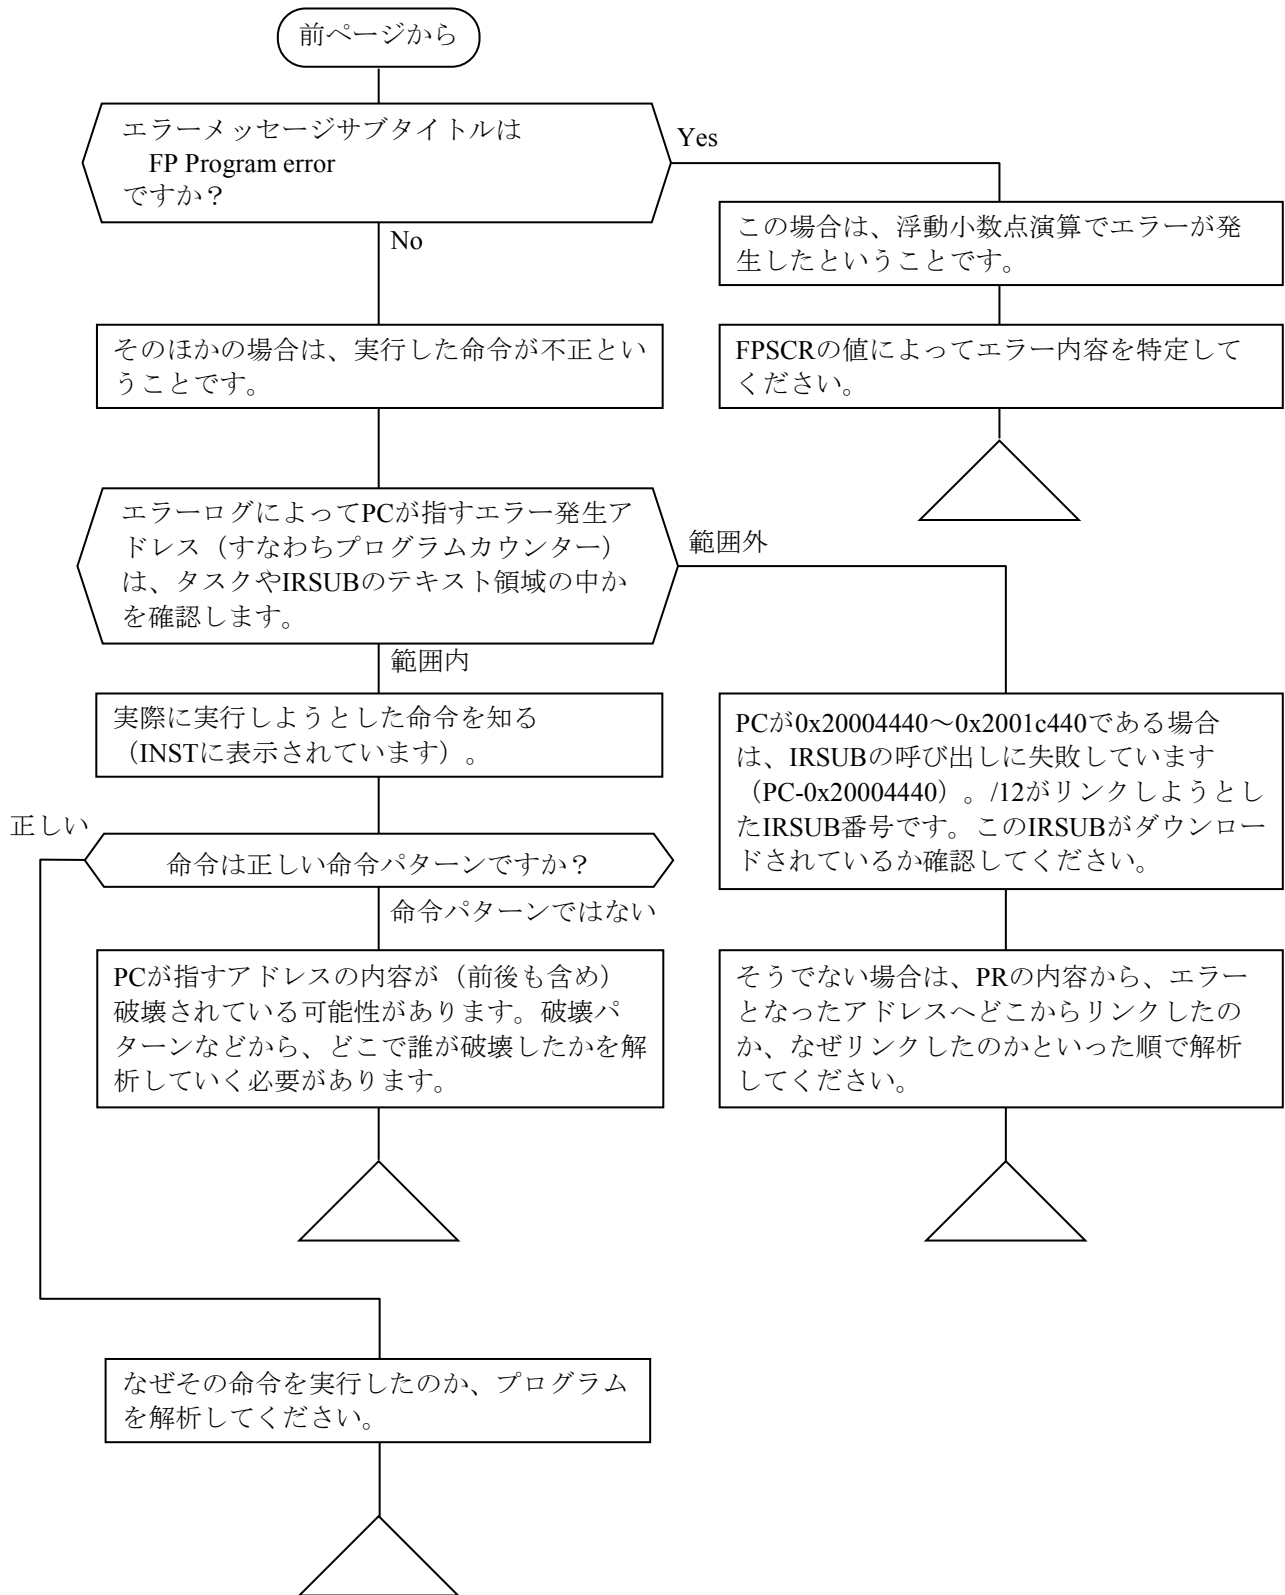 前ページから
エラーメッセージサブタイトルは
FP Program error
ですか？
Yes
No
この場合は、浮動小数点演算でエラーが発
生したということです。
そのほかの場合は、実行した命令が不正とい
うことです。
FPSCRの値によってエラー内容を特定して
ください。
エラーログによってPCが指すエラー発生ア
ドレス（すなわちプログラムカウンター）
は、タスクやIRSUBのテキスト領域の中か
を確認します。
範囲外
範囲内
実際に実行しようとした命令を知る
（INSTに表示されています）。
PCが0x20004440～0x2001c440である場合
は、IRSUBの呼び出しに失敗しています
（PC-0x20004440）。/12がリンクしようとし
たIRSUB番号です。このIRSUBがダウンロー
ドされているか確認してください。
正しい
命令は正しい命令パターンですか？
命令パターンではない
PCが指すアドレスの内容が（前後も含め）
破壊されている可能性があります。破壊パ
ターンなどから、どこで誰が破壊したかを解
析していく必要があります。
そうでない場合は、PRの内容から、エラー
となったアドレスへどこからリンクしたの
か、なぜリンクしたのかといった順で解析
してください。
なぜその命令を実行したのか、プログラム
を解析してください。